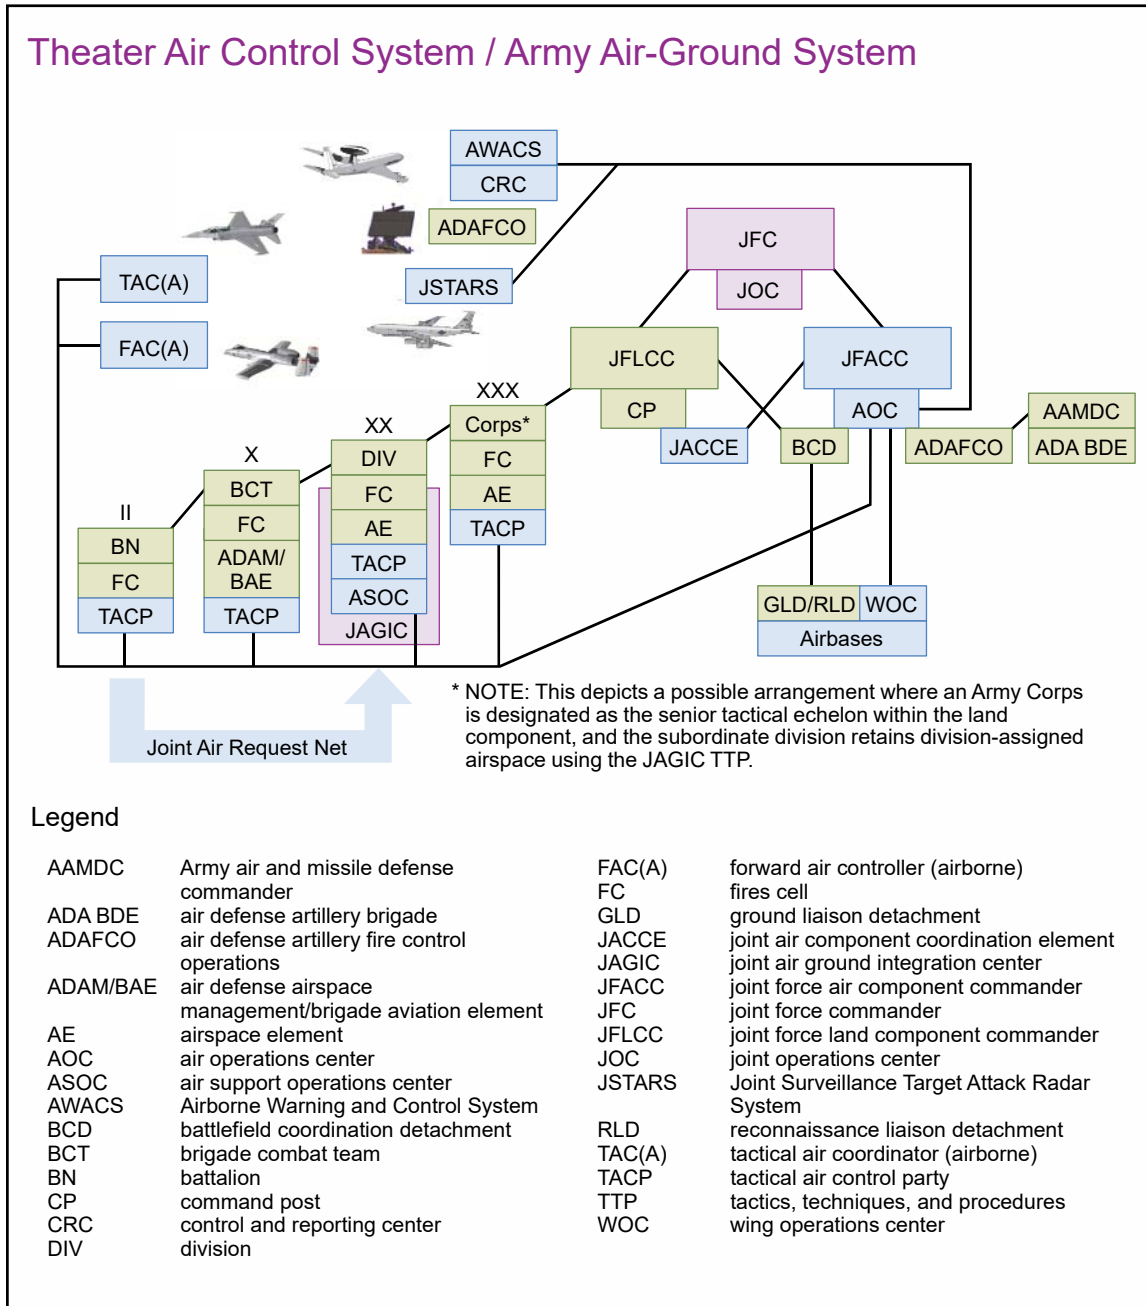 Theater Air Control System / Army Air-Ground System
AWACS
CRC
ADAFCO
JFC
JOC
TAC(A)
JSTARS
FAC(A)
JFLCC
CP
JFACC
AOC
JACCE
BCD
ADAFCO
AAMDC
ADA BDE
XXX
Corps*
FC
AE
TACP
XX
DIV
FC
AE
TACP
ASOC
JAGIC
X
BCT
FC
ADAM/
BAE
TACP
II
BN
FC
TACP
GLD/RLD
WOC
Airbases
Joint Air Request Net
* NOTE: This depicts a possible arrangement where an Army Corps
is designated as the senior tactical echelon within the land
component, and the subordinate division retains division-assigned
airspace using the JAGIC TTP.
Legend
AAMDC Army air and missile defense
commander
ADA BDE air defense artillery brigade
ADAFCO air defense artillery fire control
operations
ADAM/BAE air defense airspace
management/brigade aviation element
AE airspace element
AOC air operations center
ASOC air support operations center
AWACS Airborne Warning and Control System
BCD battlefield coordination detachment
BCT brigade combat team
BN battalion
CP command post
CRC control and reporting center
DIV division
FAC(A) forward air controller (airborne)
FC fires cell
GLD ground liaison detachment
JACCE joint air component coordination element
JAGIC joint air ground integration center
JFACC joint force air component commander
JFC joint force commander
JFLCC joint force land component commander
JOC joint operations center
JSTARS Joint Surveillance Target Attack Radar
System
RLD reconnaissance liaison detachment
TAC(A) tactical air coordinator (airborne)
TACP tactical air control party
TTP tactics, techniques, and procedures
WOC wing operations center